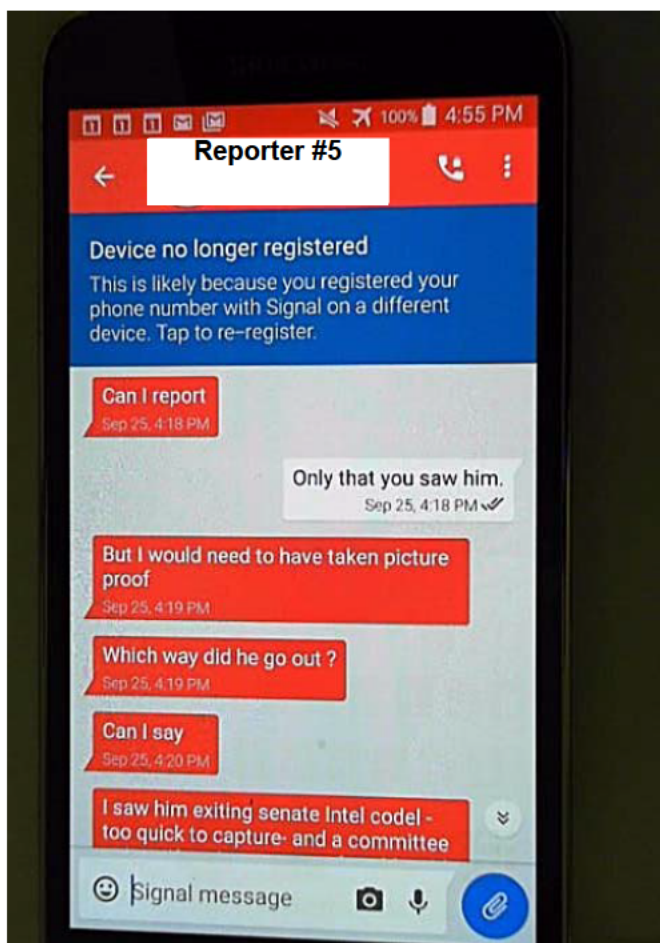 100% 4:55 PM
Reporter #5
Device no longer registered
This is likely because you registered your
phone number with Signal on a different
device. Tap to re-register.
Can I report
Sep 25, 4:18 PM
Only that you saw him.
Sep 25, 4:18 PM
But I would need to have taken picture
proof
Sep 25, 4:19 PM
Which way did he go out ?
Sep 25, 4:19 PM
Can I say
Sep 25, 4:20 PM
I saw him exiting senate Intel codel -
too quick to capture- and a committee
Signal message